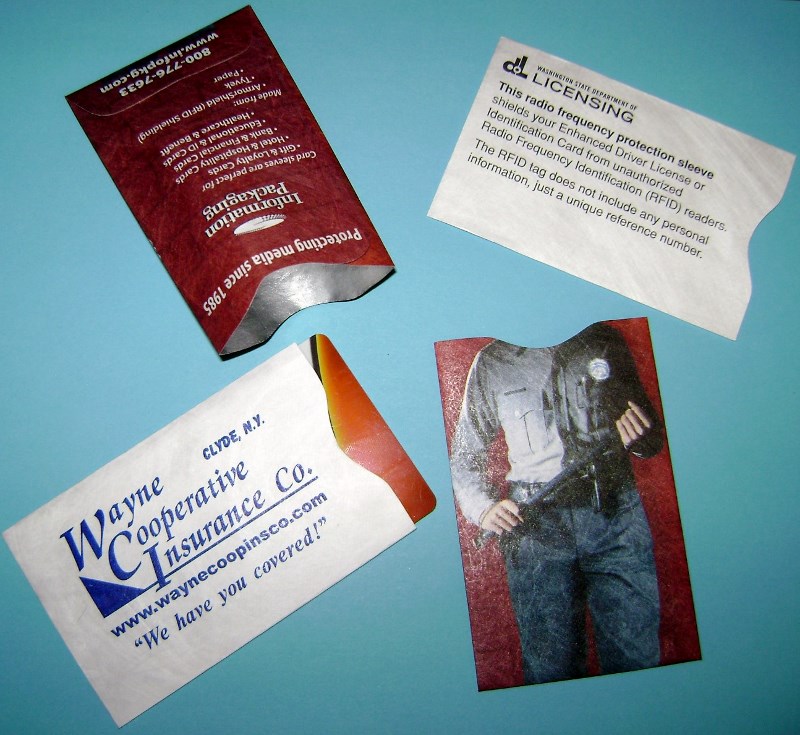 Protecting media since 1985
Information
Packaging
Card sleeves are perfect for
• Gift & Loyalty Cards
• Hotel & Hospitality Cards
• Bank & Financial Cards
• Educational & ID Cards
• Healthcare & Benefit
Made from:
• ArmorShield (RFID Shielding)
• Tyvek
• Paper
800-776-7633
www.infopkg.com
WASHINGTON STATE DEPARTMENT OF
LICENSING
This radio frequency protection sleeve
shields your Enhanced Driver License or
Identification Card from unauthorized
Radio Frequency Identification (RFID) readers.
The RFID tag does not include any personal
information, just a unique reference number.
CLYDE, N.Y.
Wayne
Cooperative
Insurance Co.
www.waynecoopinsco.com
“We have you covered!”